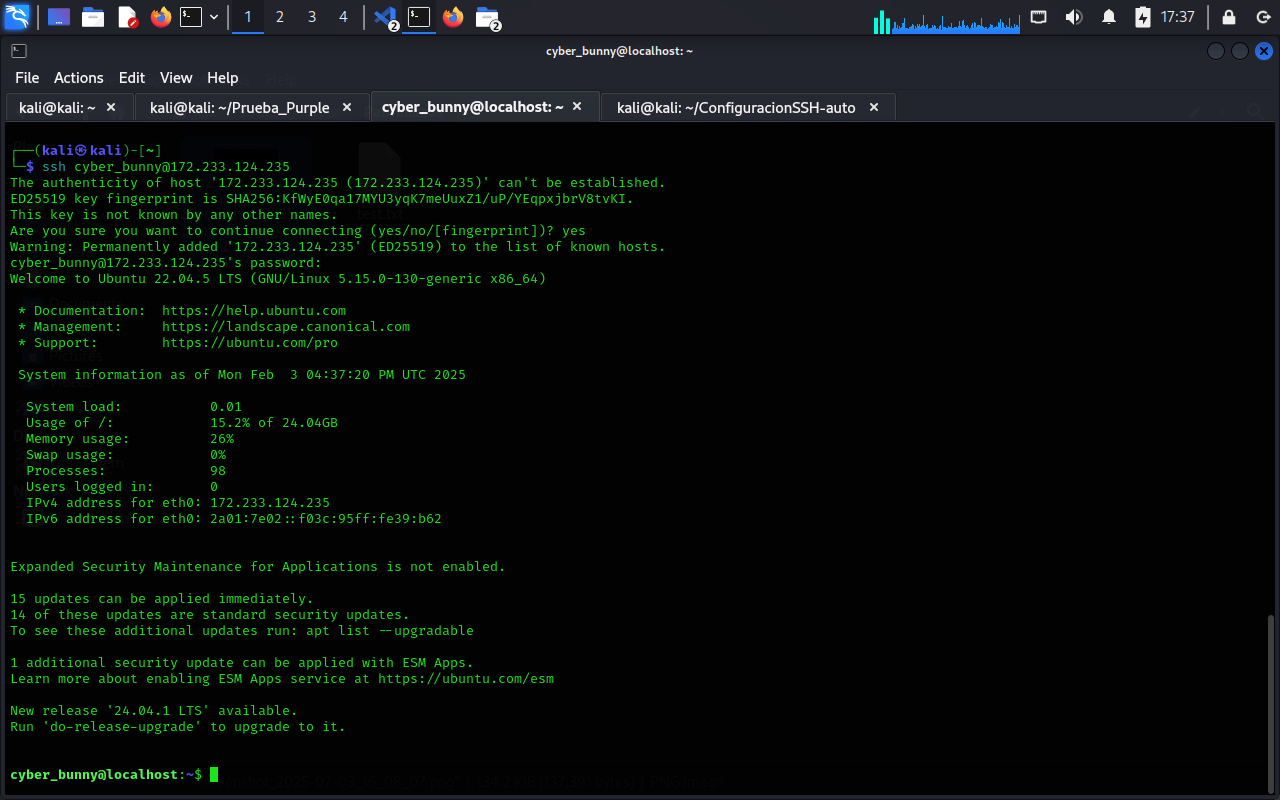 1 2 3 4 2 2 17:37
cyber_bunny@localhost: ~
File Actions Edit View Help
kali@kali: ~ × kali@kali: ~/Prueba_Purple × cyber_bunny@localhost: ~ × kali@kali: ~/ConfiguracionSSH-auto ×
┌──(kali㉿kali)-[~]
└─$ ssh cyber_bunny@172.233.124.235
The authenticity of host '172.233.124.235 (172.233.124.235)' can't be established.
ED25519 key fingerprint is SHA256:KfWyE0qa17MYU3yqK7meUuxZ1/uP/YEqpxjbrV8tvKI.
This key is not known by any other names.
Are you sure you want to continue connecting (yes/no/[fingerprint])? yes
Warning: Permanently added '172.233.124.235' (ED25519) to the list of known hosts.
cyber_bunny@172.233.124.235's password:
Welcome to Ubuntu 22.04.5 LTS (GNU/Linux 5.15.0-130-generic x86_64)
* Documentation: https://help.ubuntu.com
* Management: https://landscape.canonical.com
* Support: https://ubuntu.com/pro
System information as of Mon Feb 3 04:37:20 PM UTC 2025
System load: 0.01
Usage of /: 15.2% of 24.04GB
Memory usage: 26%
Swap usage: 0%
Processes: 98
Users logged in: 0
IPv4 address for eth0: 172.233.124.235
IPv6 address for eth0: 2a01:7e02::f03c:95ff:fe39:b62
Expanded Security Maintenance for Applications is not enabled.
15 updates can be applied immediately.
14 of these updates are standard security updates.
To see these additional updates run: apt list --upgradable
1 additional security update can be applied with ESM Apps.
Learn more about enabling ESM Apps service at https://ubuntu.com/esm
New release '24.04.1 LTS' available.
Run 'do-release-upgrade' to upgrade to it.
cyber_bunny@localhost:~$